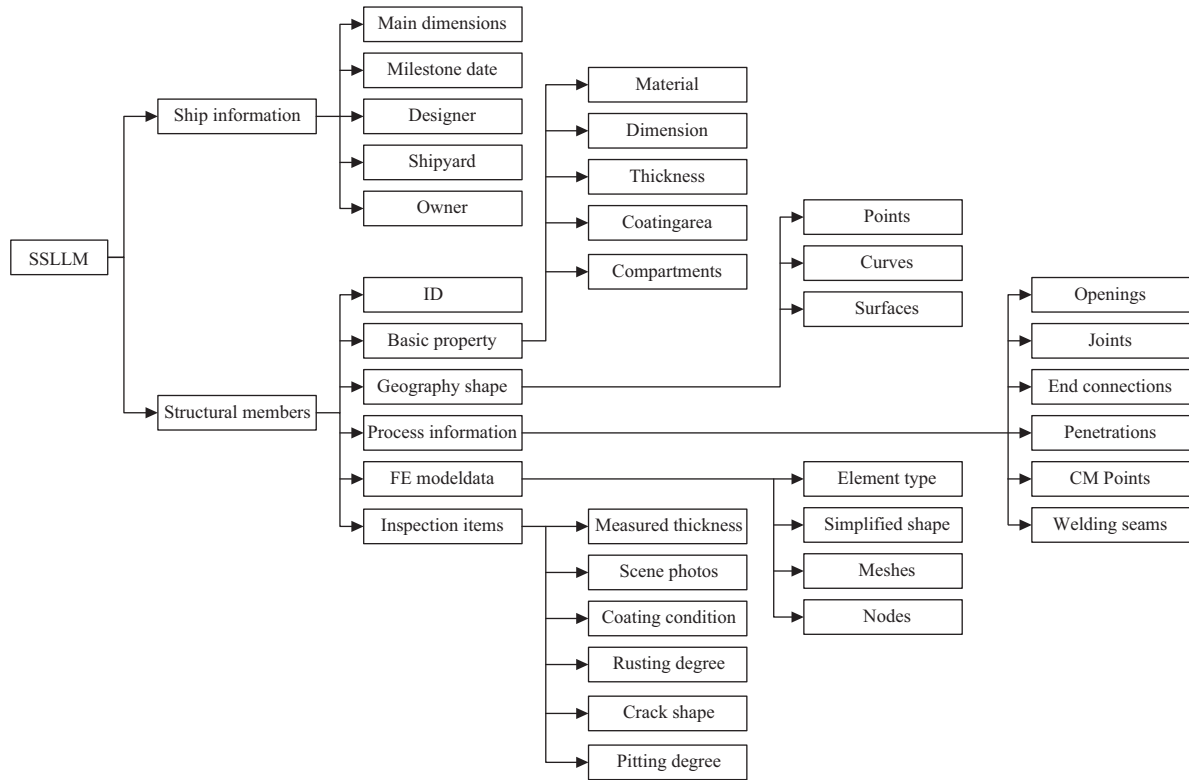 SSLLM
Ship information
Main dimensions
Milestone date
Designer
Shipyard
Owner
Structural members
ID
Basic property
Material
Dimension
Thickness
Coatingarea
Compartments
Geography shape
Points
Curves
Surfaces
Process information
Openings
Joints
End connections
Penetrations
CM Points
Welding seams
FE modeldata
Element type
Simplified shape
Meshes
Nodes
Inspection items
Measured thickness
Scene photos
Coating condition
Rusting degree
Crack shape
Pitting degree